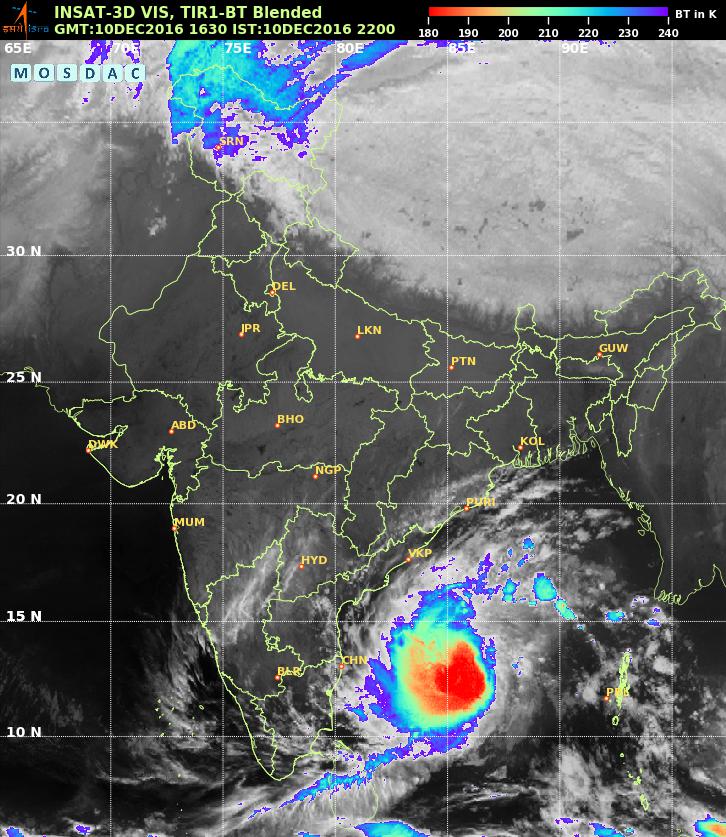 INSAT-3D VIS, TIR1-BT Blended
GMT:10DEC2016 1630 IST:10DEC2016 2200
BT in K
180 190 200 210 220 230 240
65E 70E 75E 80E 85E 90E
MOSDAC
SRN
30 N
DEL
JPR LKN
GUW
PTN
25 N
ABD BHO
DWK KOL
NGP
20 N PURI
MUM
VKP
HYD
15 N
CHN
BLR
PBL
10 N